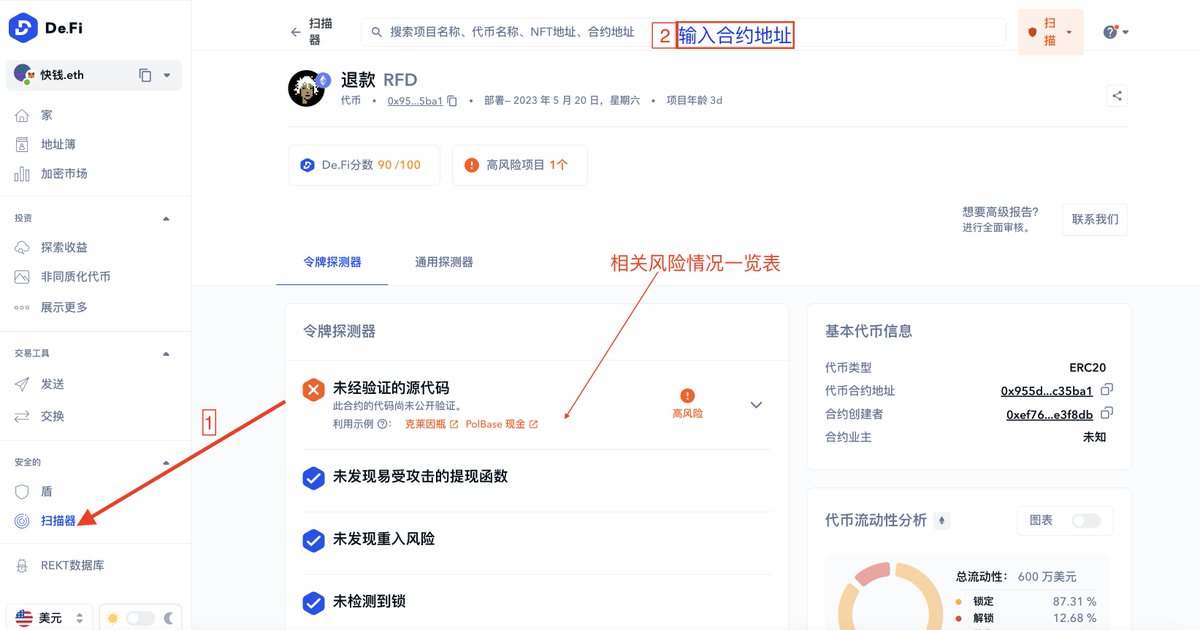 De.Fi
快钱.eth
家
地址簿
加密市场
投资
探索收益
非同质化代币
展示更多
交易工具
发送
交换
安全的
盾
扫描器
REKT数据库
美元
1
扫描
器
搜索项目名称、代币名称、NFT地址、合约地址
2 输入合约地址
扫
描
退款 RFD
代币 • 0x95...5ba1 • 部署– 2023 年 5 月 20 日，星期六 • 项目年龄 3d
De.Fi分数 90 /100
高风险项目 1个
想要高级报告?
进行全面审核。
联系我们
令牌探测器 通用探测器
相关风险情况一览表
令牌探测器
未经验证的源代码
此合约的代码尚未公开验证。
利用示例 ?: 克莱因瓶 PolBase 现金
高风险
未发现易受攻击的提现函数
未发现重入风险
未检测到锁
基本代币信息
代币类型 ERC20
代币合约地址 0x955d...c35ba1
合约创建者 0xef76...e3f8db
合约业主 未知
代币流动性分析
图表
总流动性： 600 万美元
锁定 87.31 %
解锁 12.68 %